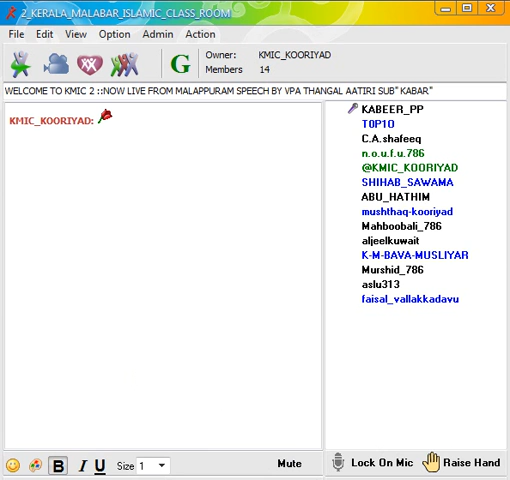 2_KERALA_MALABAR_ISLAMIC_CLASS_ROOM
File Edit View Option Admin Action
G
Owner: KMIC_KOORIYAD
Members 14
WELCOME TO KMIC 2 ::NOW LIVE FROM MALAPPURAM SPEECH BY VPA THANGAL AATIRI SUB" KABAR"
KMIC_KOORIYAD:
KABEER_PP
T0P10
C.A.shafeeq
n.o.u.f.u.786
@KMIC_KOORIYAD
SHIHAB_SAWAMA
ABU_HATHIM
mushthaq-kooriyad
Mahboobali_786
aljeelkuwait
K-M-BAVA-MUSLIYAR
Murshid_786
aslu313
faisal_vallakkadavu
B I U Size 1 Mute
Lock On Mic Raise Hand